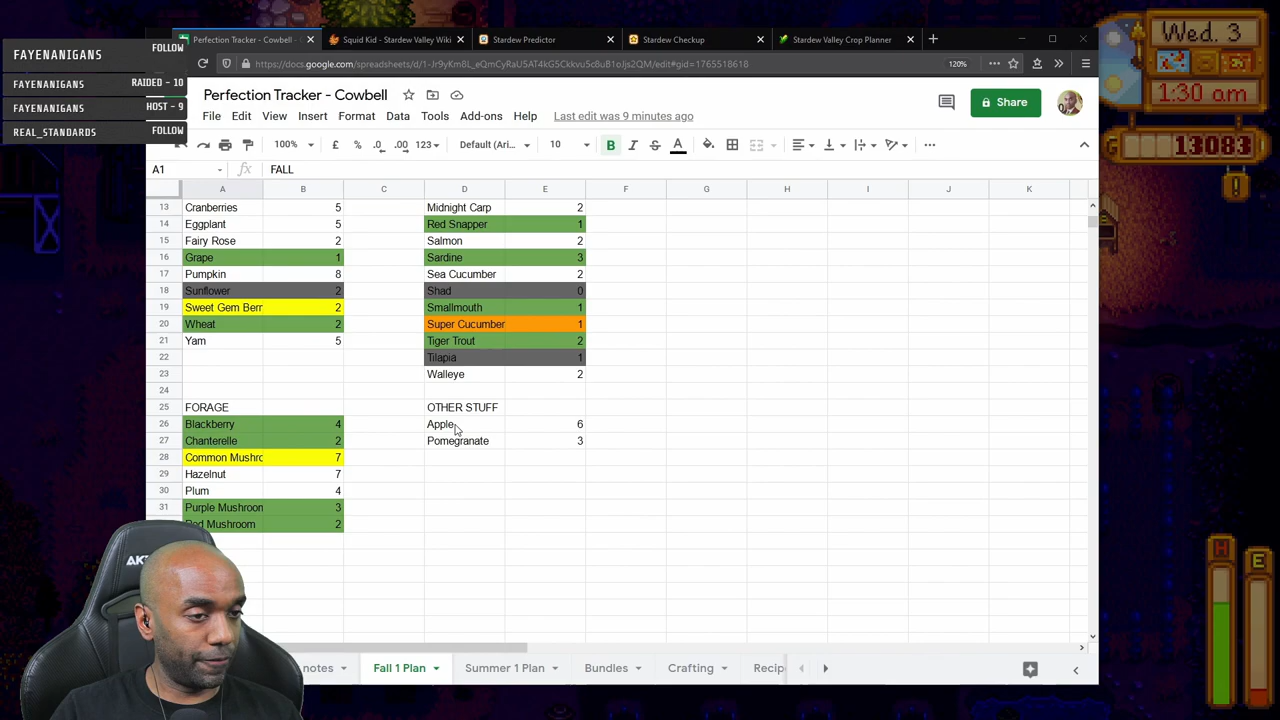 FAYENANIGANS FOLLOW
FAYENANIGANS RAIDED - 10
FAYENANIGANS HOST - 9
REAL_STANDARDS FOLLOW
Perfection Tracker - Cowbell -
Squid Kid - Stardew Valley Wiki
Stardew Predictor
Stardew Checkup
Stardew Valley Crop Planner
120%
Perfection Tracker - Cowbell
Share
File Edit View Insert Format Data Tools Add-ons Help Last edit was 9 minutes ago
100% £ % .0 .00 123 Default (Ari... 10 B I S A
A1 fx FALL
A B C D E F G H I J K
13 Cranberries 5 Midnight Carp 2
14 Eggplant 5 Red Snapper 1
15 Fairy Rose 2 Salmon 2
16 Grape 1 Sardine 3
17 Pumpkin 8 Sea Cucumber 2
18 Sunflower 2 Shad 0
19 Sweet Gem Berr 2 Smallmouth 1
20 Wheat 2 Super Cucumber 1
21 Yam 5 Tiger Trout 2
22 Tilapia 1
23 Walleye 2
24
25 FORAGE OTHER STUFF
26 Blackberry 4 Apple 6
27 Chanterelle 2 Pomegranate 3
28 Common Mushro 7
29 Hazelnut 7
30 Plum 4
31 Purple Mushroom 3
Red Mushroom 2
notes Fall 1 Plan Summer 1 Plan Bundles Crafting Recip
Wed. 3
1:30 am
13083
H E
AK